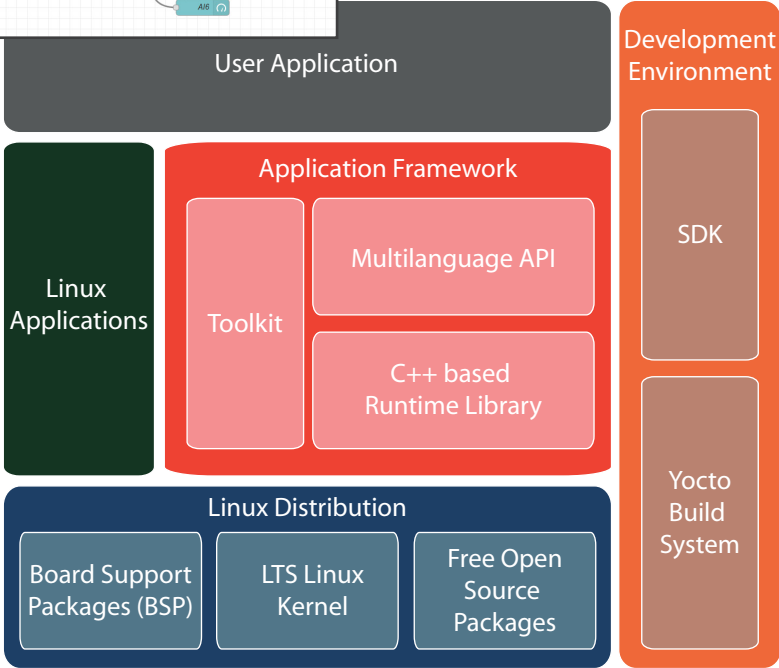 AI6
User Application
Development
Environment
Application Framework
SDK
Multilanguage API
Linux
Applications
Toolkit
C++ based
Runtime Library
Yocto
Build
System
Linux Distribution
Board Support
Packages (BSP)
LTS Linux
Kernel
Free Open
Source
Packages